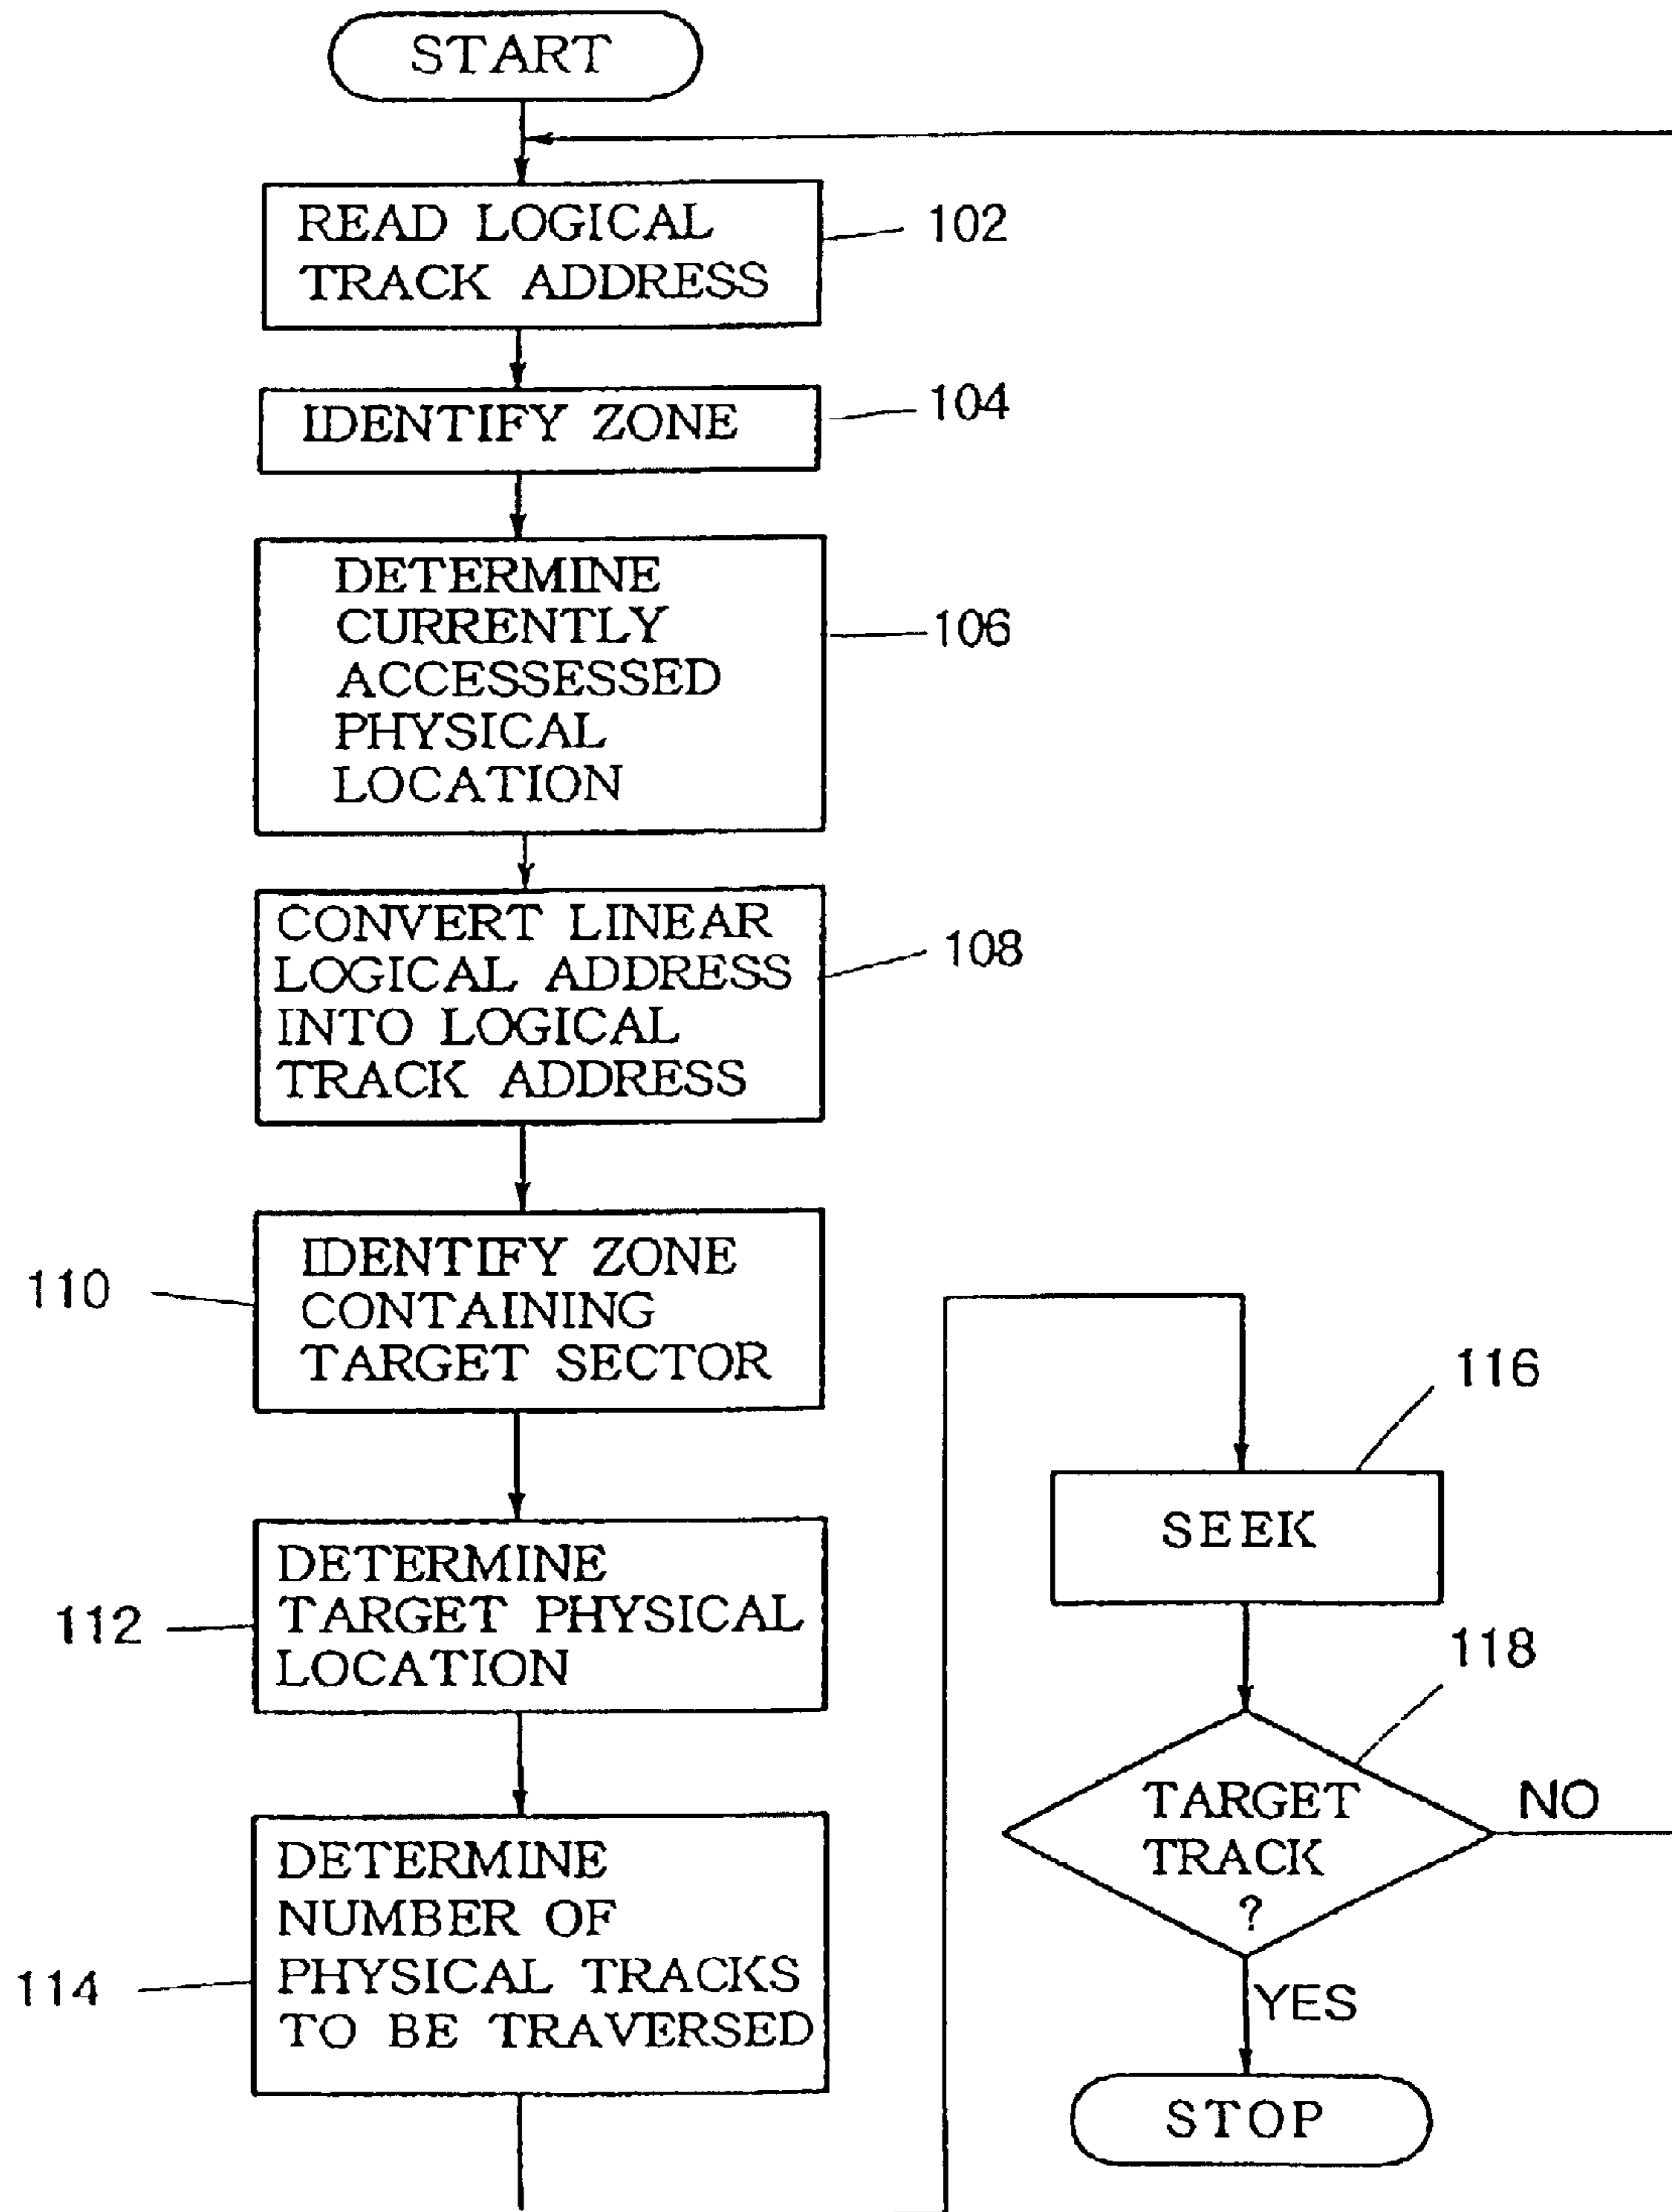 START
READ LOGICAL
TRACK ADDRESS
102
IDENTIFY ZONE
104
DETERMINE
CURRENTLY
ACCESSESSED
PHYSICAL
LOCATION
106
CONVERT LINEAR
LOGICAL ADDRESS
INTO LOGICAL
TRACK ADDRESS
108
110
IDENTIFY ZONE
CONTAINING
TARGET SECTOR
112
DETERMINE
TARGET PHYSICAL
LOCATION
114
DETERMINE
NUMBER OF
PHYSICAL TRACKS
TO BE TRAVERSED
116
SEEK
118
TARGET
TRACK
?
NO
YES
STOP